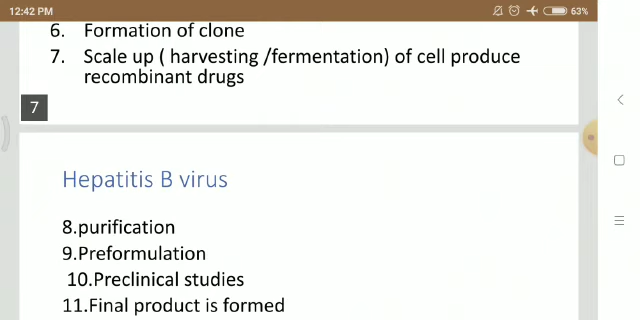 12:42 PM 63%
6. Formation of clone
7. Scale up ( harvesting /fermentation) of cell produce
recombinant drugs
7
Hepatitis B virus
8.purification
9.Preformulation
10.Preclinical studies
11.Final product is formed